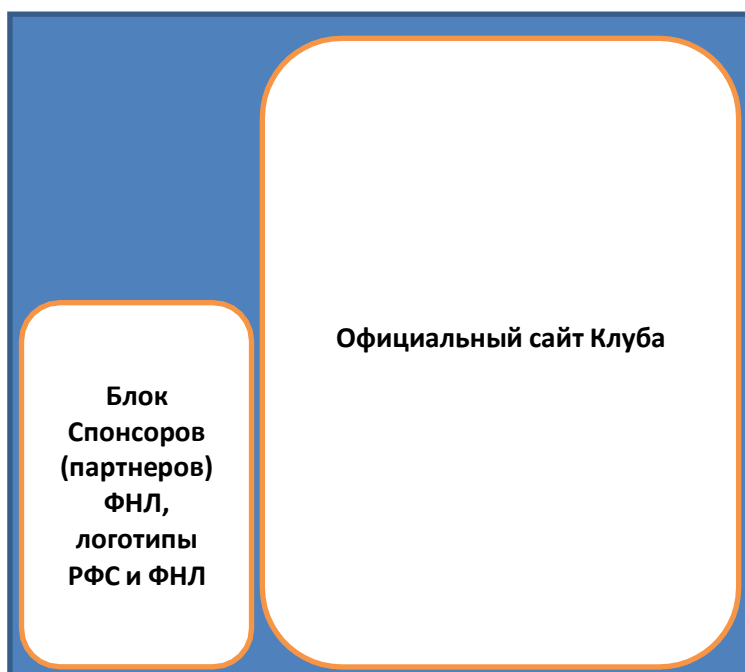 Официальный сайт Клуба
Блок
Спонсоров
(партнеров)
ФНЛ,
логотипы
РФС и ФНЛ